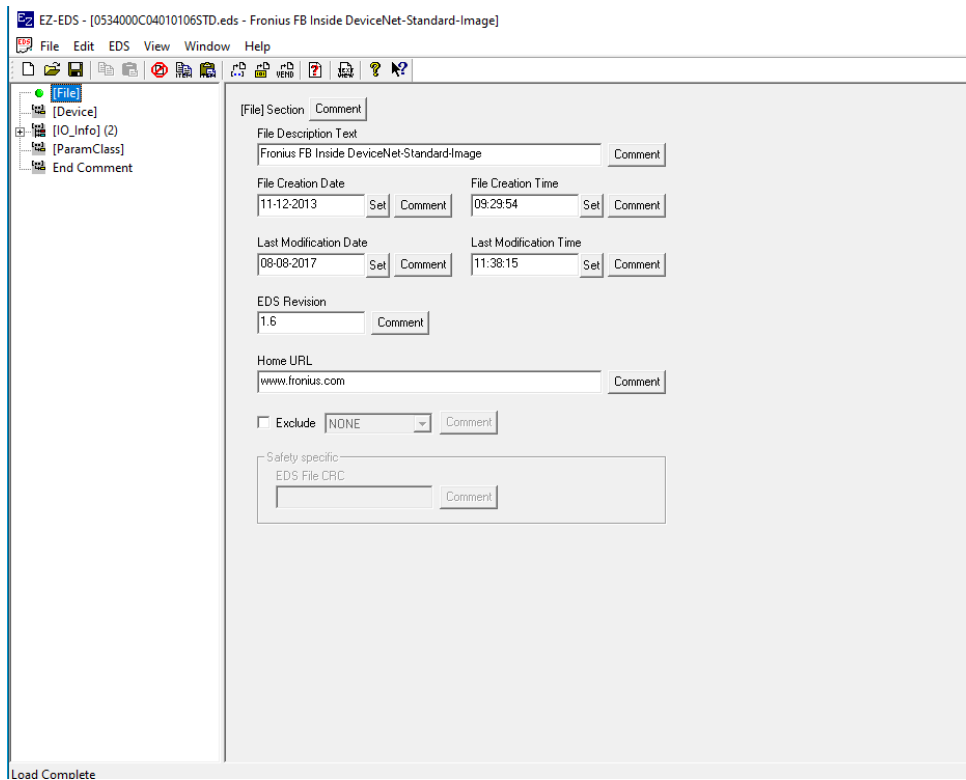 EZ-EDS - [0534000C04010106STD.eds - Fronius FB Inside DeviceNet-Standard-Image]
File Edit EDS View Window Help
[File]
[Device]
[IO_Info] (2)
[ParamClass]
End Comment
[File] Section Comment
File Description Text
Fronius FB Inside DeviceNet-Standard-Image Comment
File Creation Date File Creation Time
11-12-2013 Set Comment 09:29:54 Set Comment
Last Modification Date Last Modification Time
08-08-2017 Set Comment 11:38:15 Set Comment
EDS Revision
1.6 Comment
Home URL
www.fronius.com Comment
Exclude NONE Comment
Safety specific
EDS File CRC
Comment
Load Complete